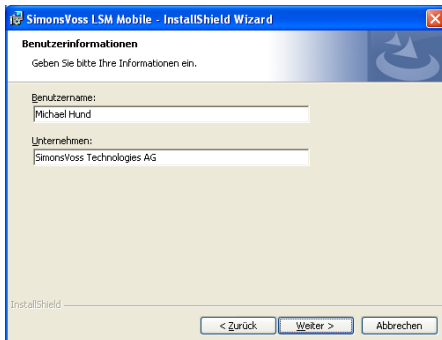 SimonsVoss LSM Mobile - InstallShield Wizard
Benutzerinformationen
Geben Sie bitte Ihre Informationen ein.
Benutzername:
Michael Hund
Unternehmen:
SimonsVoss Technologies AG
InstallShield
< Zurück
Weiter >
Abbrechen